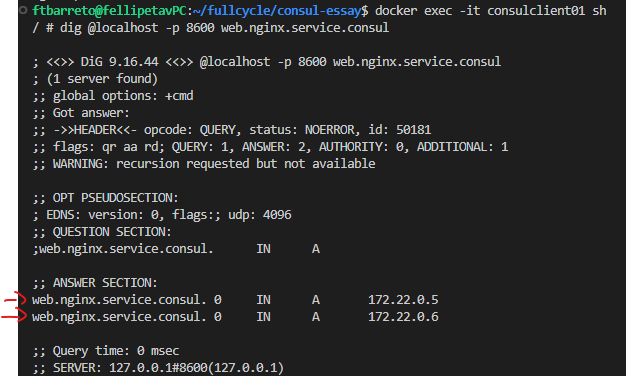 ftbarreto@fellipetavPC:~/fullcycle/consul-essay$ docker exec -it consulclient01 sh
/ # dig @localhost -p 8600 web.nginx.service.consul

; <<>> DiG 9.16.44 <<>> @localhost -p 8600 web.nginx.service.consul
; (1 server found)
;; global options: +cmd
;; Got answer:
;; ->>HEADER<<- opcode: QUERY, status: NOERROR, id: 50181
;; flags: qr aa rd; QUERY: 1, ANSWER: 2, AUTHORITY: 0, ADDITIONAL: 1
;; WARNING: recursion requested but not available

;; OPT PSEUDOSECTION:
; EDNS: version: 0, flags:; udp: 4096
;; QUESTION SECTION:
;web.nginx.service.consul.      IN      A

;; ANSWER SECTION:
web.nginx.service.consul. 0     IN      A       172.22.0.5
web.nginx.service.consul. 0     IN      A       172.22.0.6

;; Query time: 0 msec
;; SERVER: 127.0.0.1#8600(127.0.0.1)